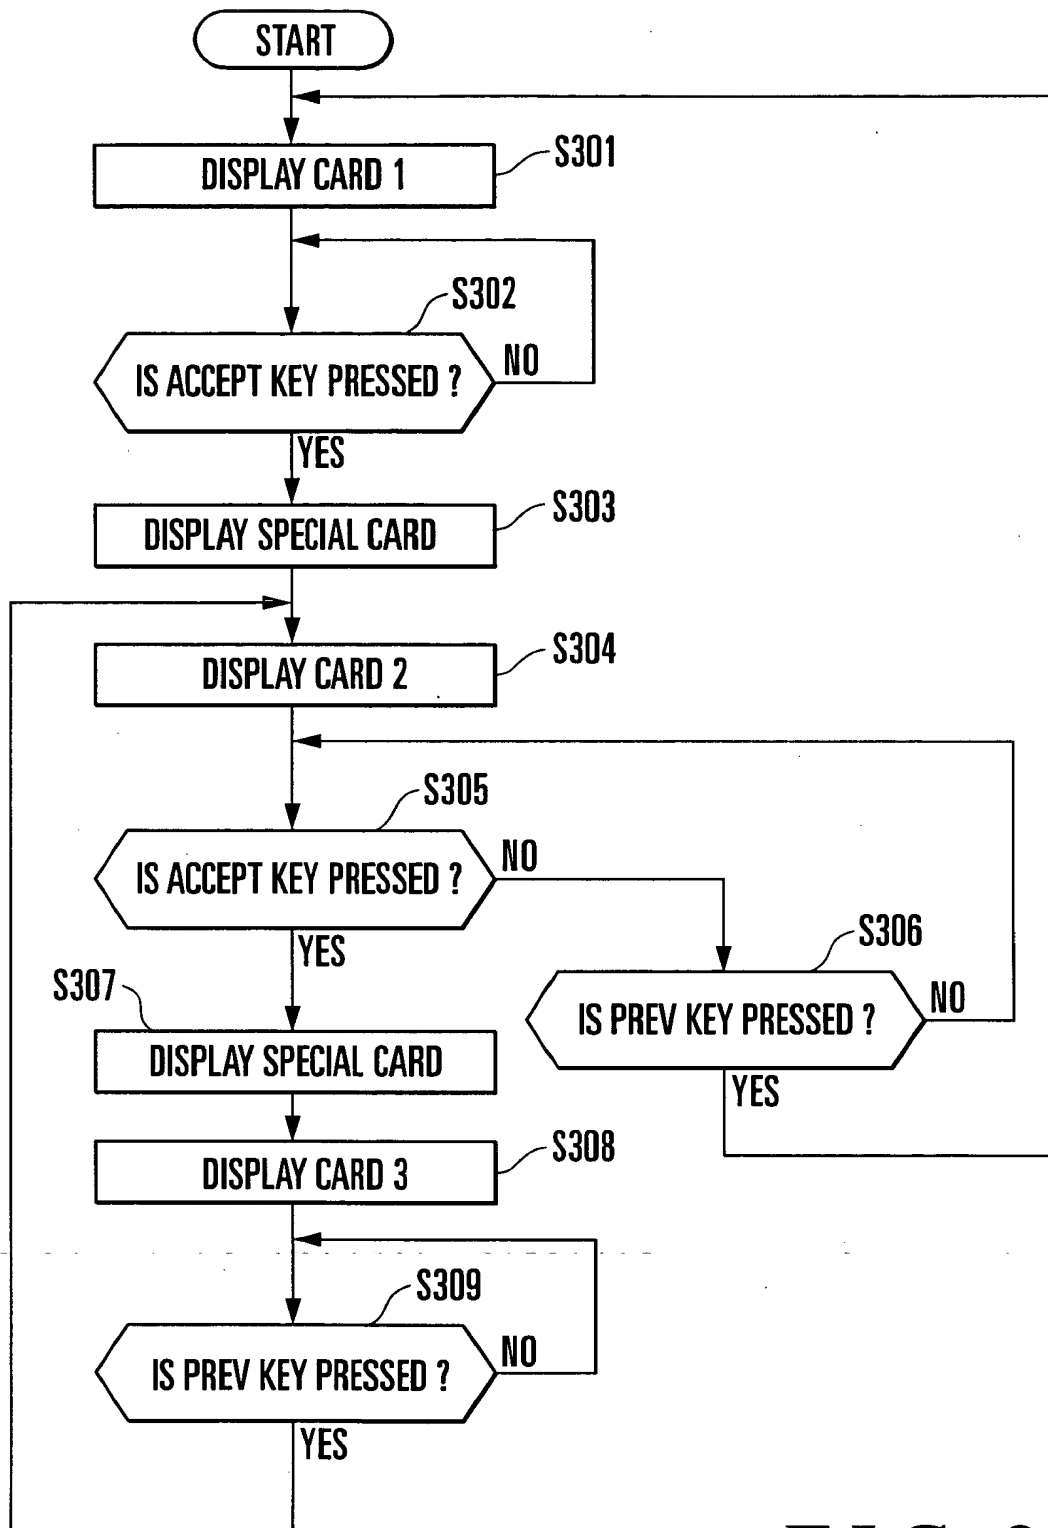 START
DISPLAY CARD 1
S301
S302
IS ACCEPT KEY PRESSED ?
NO
YES
S303
DISPLAY SPECIAL CARD
S304
DISPLAY CARD 2
S305
IS ACCEPT KEY PRESSED ?
NO
YES
S306
IS PREV KEY PRESSED ?
NO
YES
S307
DISPLAY SPECIAL CARD
S308
DISPLAY CARD 3
S309
IS PREV KEY PRESSED ?
NO
YES